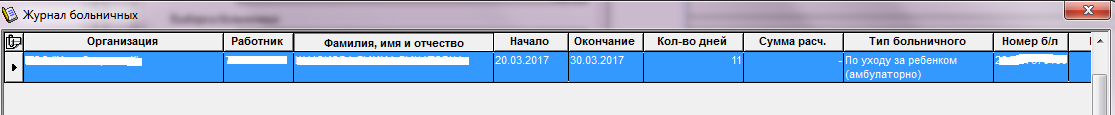 Журнал больничных
Организация Работник Фамилия, имя и отчество Начало Окончание Кол-во дней Сумма расч. Тип больничного Номер б/л
20.03.2017 30.03.2017 11 - По уходу за ребенком
(амбулаторно)